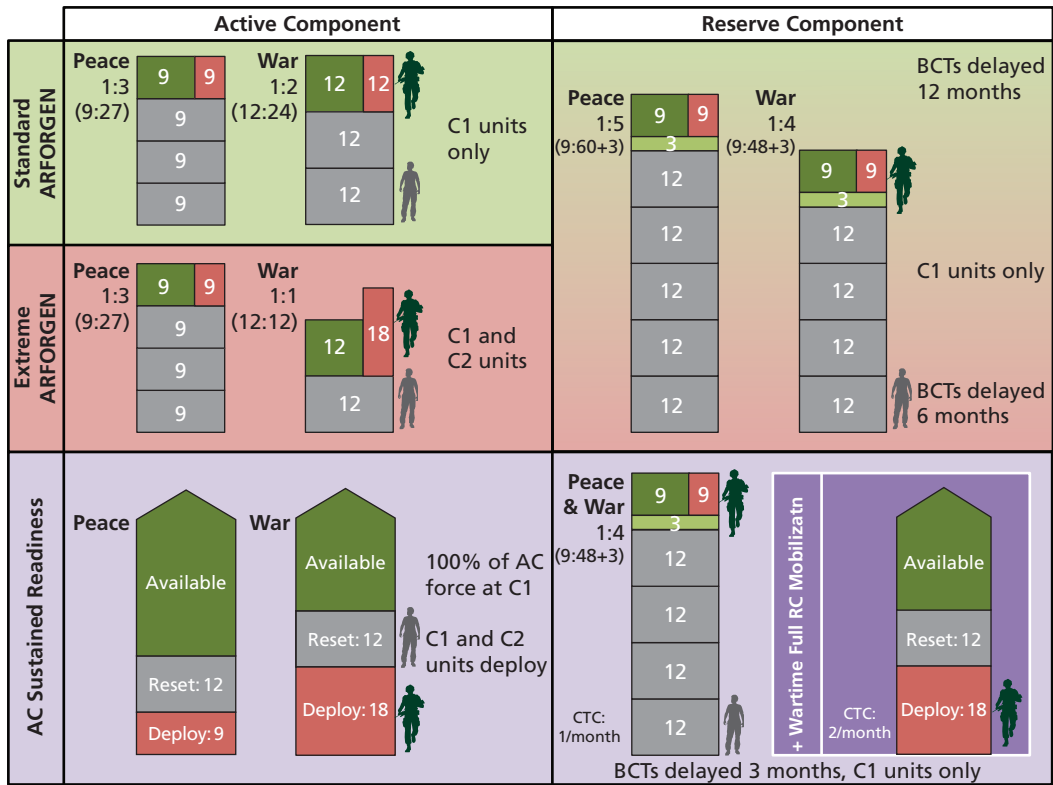 Active Component
Reserve Component
Standard
ARFORGEN
Peace
1:3
(9:27)
9
9
9
9
9
War
1:2
(12:24)
12
12
12
12
C1 units
only
Peace
1:5
(9:60+3)
9
9
3
12
12
12
12
12
War
1:4
(9:48+3)
9
9
3
12
12
12
12
BCTs delayed
12 months
C1 units only
BCTs delayed
6 months
Extreme
ARFORGEN
Peace
1:3
(9:27)
9
9
9
9
9
War
1:1
(12:12)
12
18
12
C1 and
C2 units
AC Sustained Readiness
Peace
Available
Reset: 12
Deploy: 9
War
Available
Reset: 12
Deploy: 18
100% of AC
force at C1
C1 and C2
units deploy
Peace
& War
1:4
(9:48+3)
9
9
3
12
12
12
12
CTC:
1/month
+ Wartime Full RC Mobilizatn
CTC:
2/month
Available
Reset: 12
Deploy: 18
BCTs delayed 3 months, C1 units only